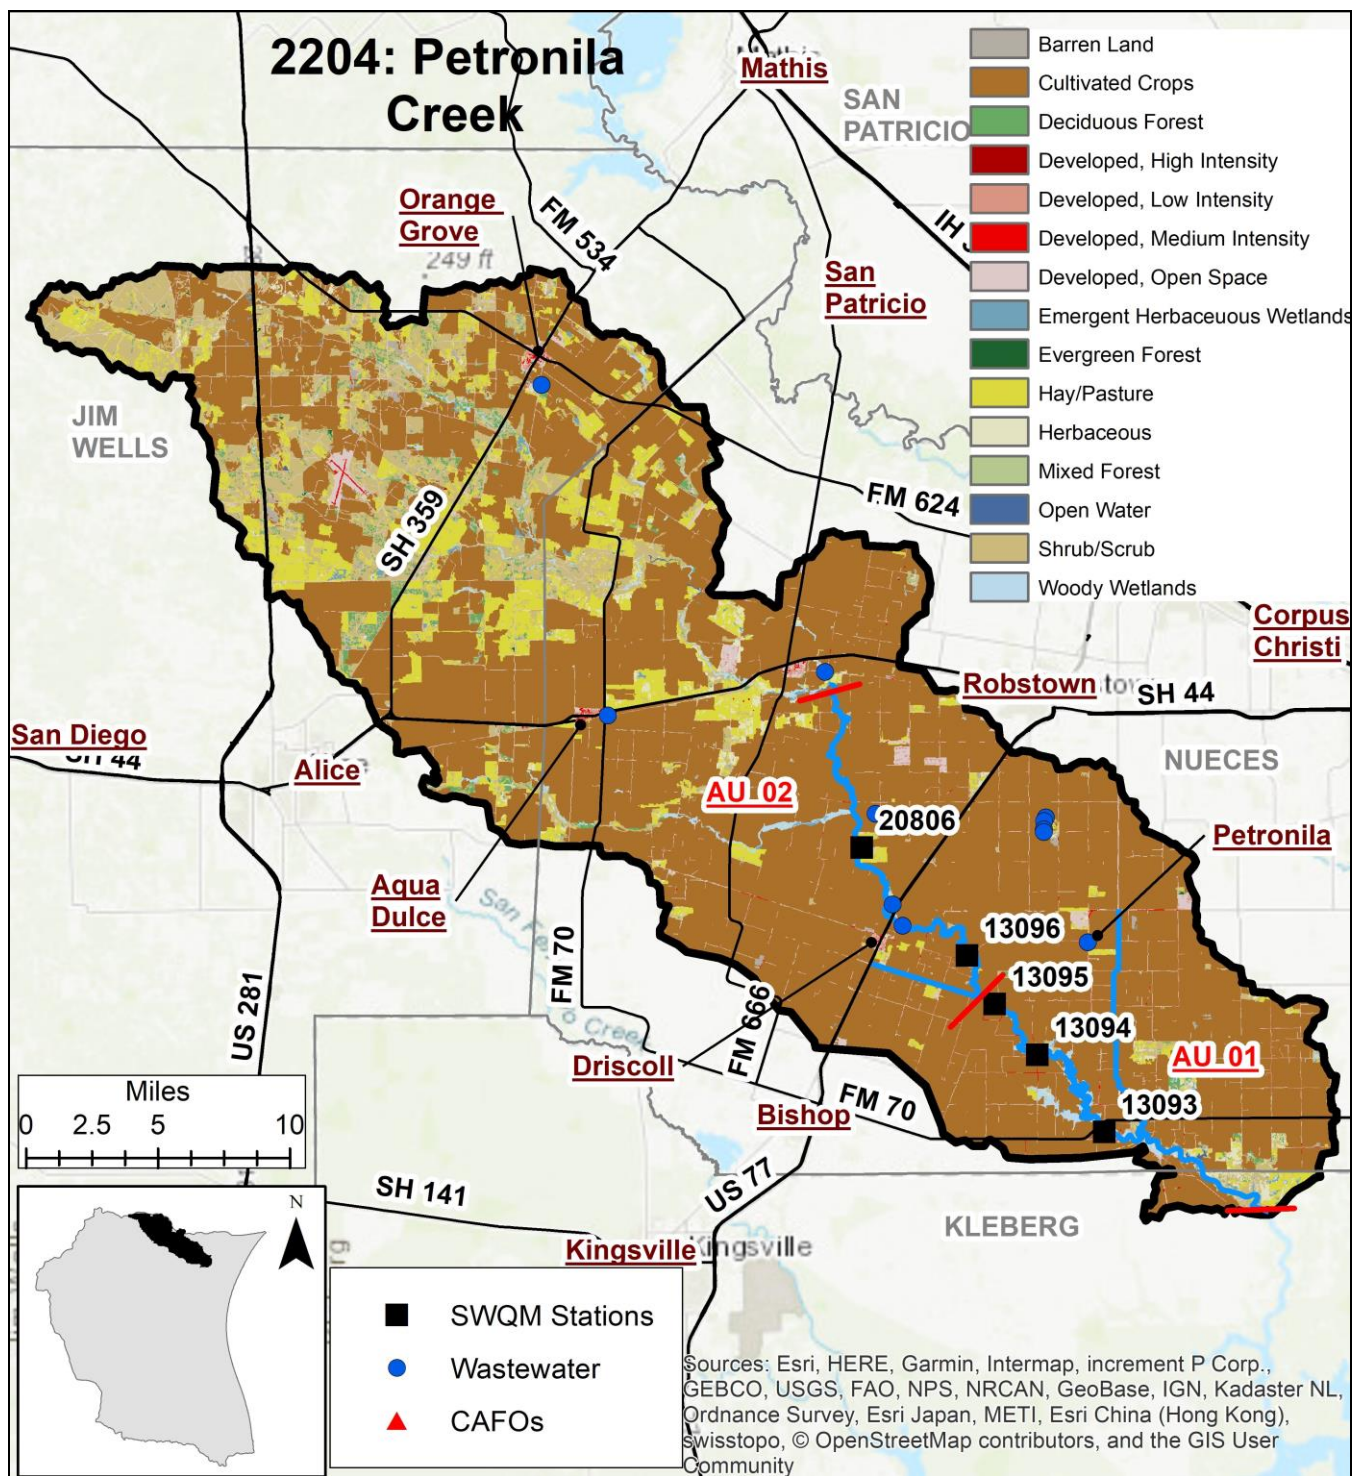 2204: Petronila
Creek
Mathis
SAN
PATRICIO
Orange
Grove
249 ft
FM 534
San
Patricio
JIM
WELLS
SH 359
FM 624
Barren Land
Cultivated Crops
Deciduous Forest
Developed, High Intensity
Developed, Low Intensity
Developed, Medium Intensity
Developed, Open Space
Emergent Herbaceuous Wetlands
Evergreen Forest
Hay/Pasture
Herbaceous
Mixed Forest
Open Water
Shrub/Scrub
Woody Wetlands
Corpus
Christi
Robstown
SH 44
NUECES
San Diego
SH 44
Alice
AU_02
20806
Petronila
Aqua
Dulce
13096
13095
13094
AU_01
13093
US 281
FM 70
FM 666
Driscoll
Bishop
FM 70
Miles
0 2.5 5 10
SH 141
US 77
KLEBERG
Kingsville
Kingsville
N
SWQM Stations
Wastewater
CAFOs
Sources: Esri, HERE, Garmin, Intermap, increment P Corp.,
GEBCO, USGS, FAO, NPS, NRCAN, GeoBase, IGN, Kadaster NL,
Ordnance Survey, Esri Japan, METI, Esri China (Hong Kong),
swisstopo, © OpenStreetMap contributors, and the GIS User
Community